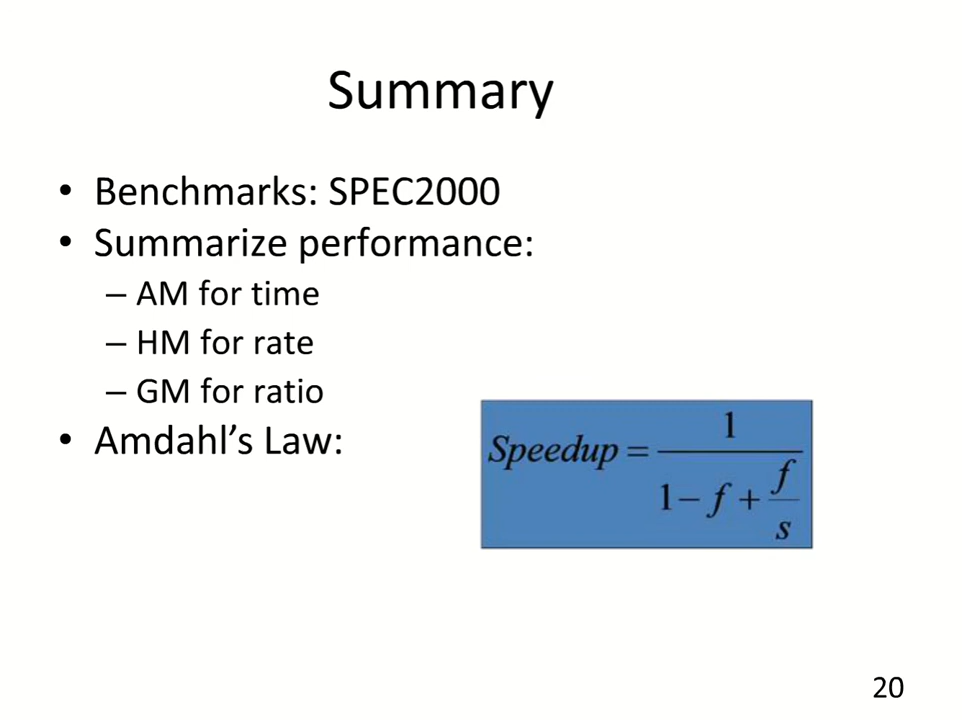 Summary
• Benchmarks: SPEC2000
• Summarize performance:
– AM for time
– HM for rate
– GM for ratio
• Amdahl’s Law:
Speedup = 1 / (1 − f + f / s)
20